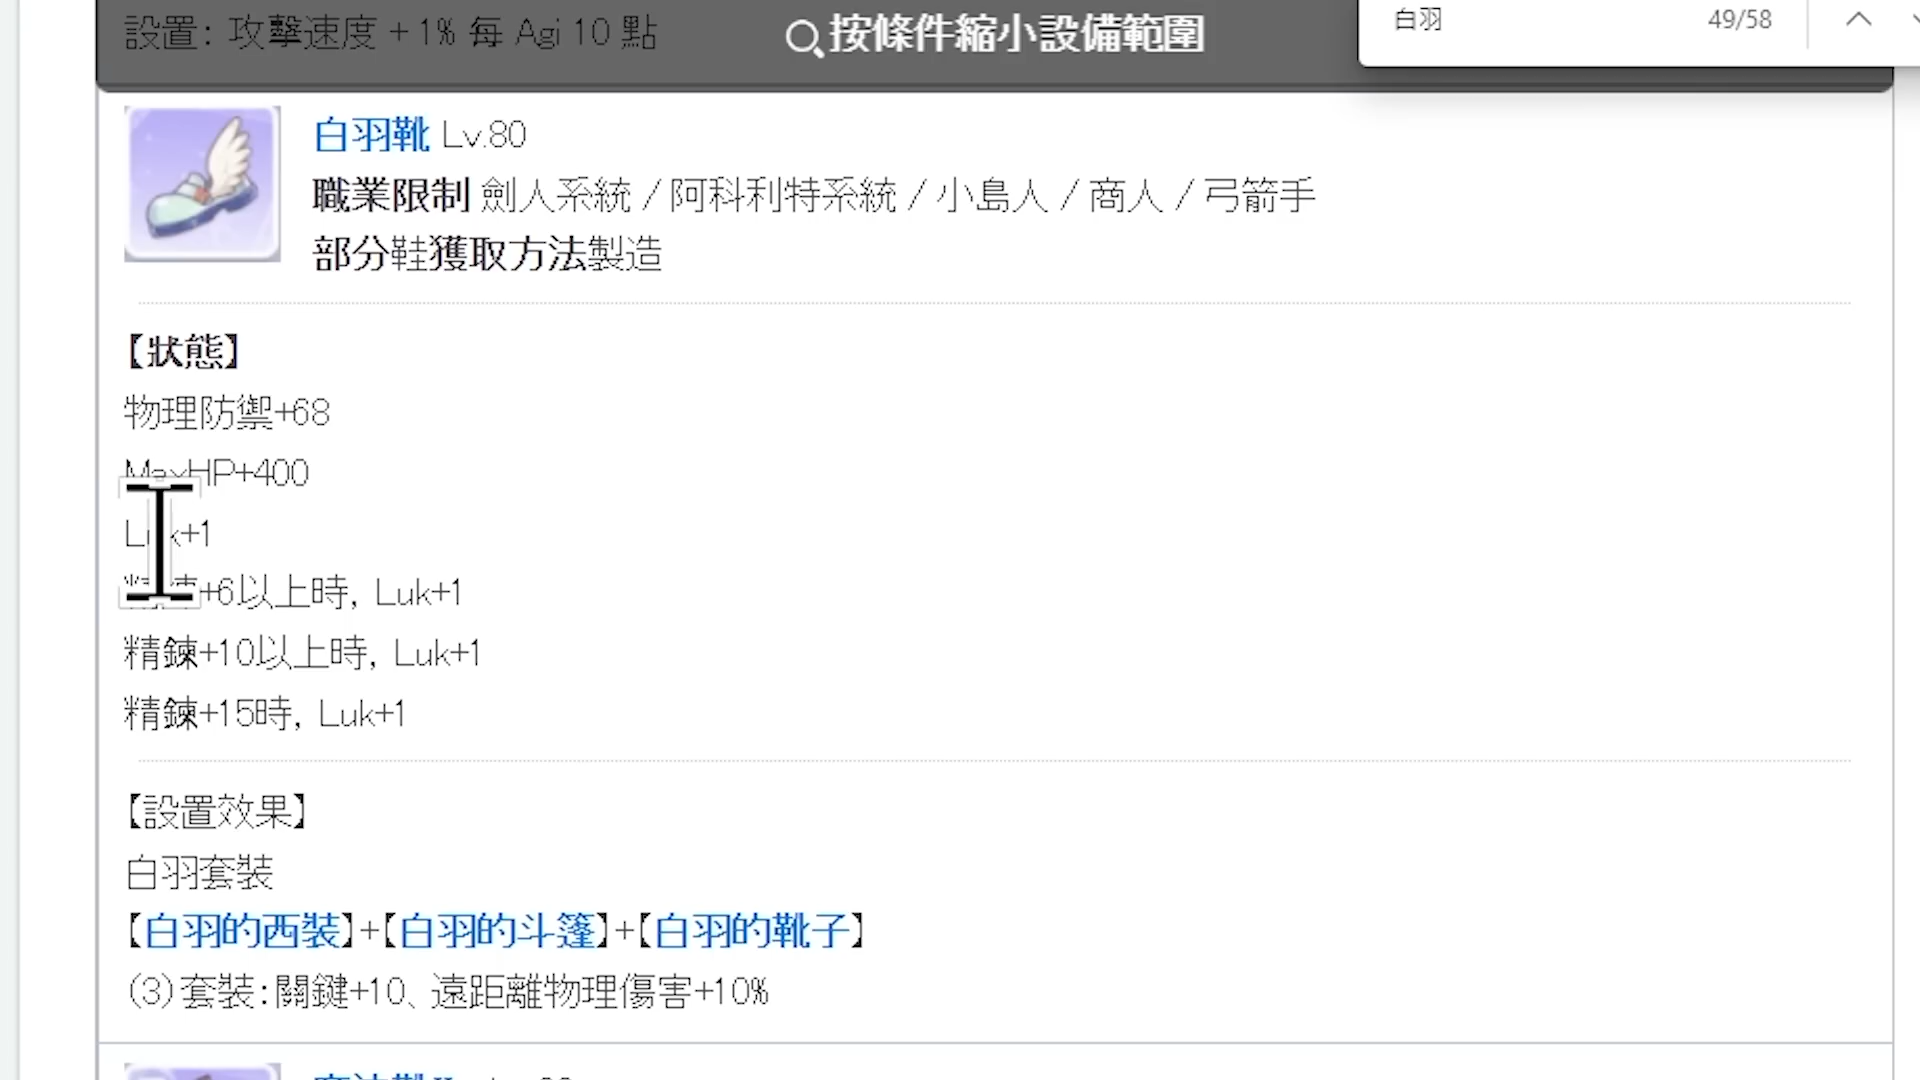 設置: 攻擊速度 + 1% 每 Agi 10 點
按條件縮小設備範圍
白羽
49/58
白羽靴 Lv.80
職業限制 劍人系統 / 阿科利特系統 / 小島人 / 商人 / 弓箭手
部分鞋獲取方法製造
【狀態】
物理防禦+68
MaxHP+400
Luk+1
精鍊+6以上時, Luk+1
精鍊+10以上時, Luk+1
精鍊+15時, Luk+1
【設置效果】
白羽套裝
【白羽的西裝】+【白羽的斗篷】+【白羽的靴子】
(3)套裝:關鍵+10、遠距離物理傷害+10%